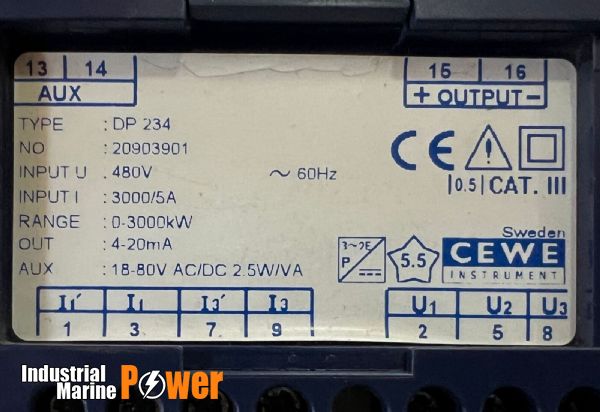 13 14
AUX
15 16
+ OUTPUT -
TYPE : DP 234
NO : 20903901
INPUT U : 480V ~ 60Hz
INPUT I : 3000/5A
RANGE : 0-3000kW
OUT : 4-20mA
AUX : 18-80V AC/DC 2.5W/VA
CE
0.5 CAT. III
3~2E
P
5.5
Sweden
CEWE
INSTRUMENT
I1′ I1 I3′ I3
1 3 7 9
U1 U2 U3
2 5 8
Industrial
Marine Power